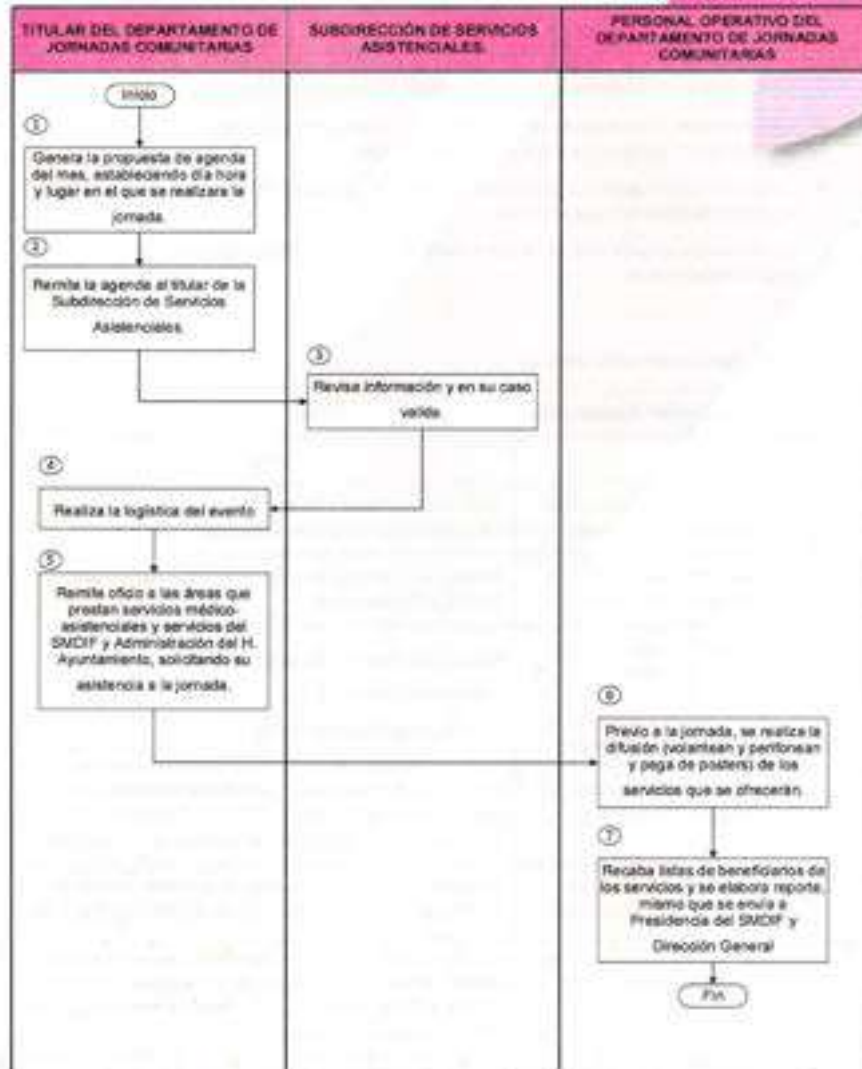 TITULAR DEL DEPARTAMENTO DE
JORNADAS COMUNITARIAS
SUBDIRECCIÓN DE SERVICIOS
ASISTENCIALES.
PERSONAL OPERATIVO DEL
DEPARTAMENTO DE JORNADAS
COMUNITARIAS
Inicio
1
Genera la propuesta de agenda
del mes, estableciendo día hora
y lugar en el que se realizara la
jornada.
2
Remite la agenda al titular de la
Subdirección de Servicios
Asistenciales.
3
Revisa información y en su caso
valida.
4
Realiza la logística del evento
5
Remite oficio a las áreas que
prestan servicios médico-
asistenciales y servicios del
SMDIF y Administración del H.
Ayuntamiento, solicitando su
asistencia a la jornada.
6
Previo a la jornada, se realiza la
difusión (volantean y perifonean
y pega de posters) de los
servicios que se ofrecerán.
7
Recaba listas de beneficiarios de
los servicios y se elabora reporte,
mismo que se envía a
Presidencia del SMDIF y
Dirección General
Fin